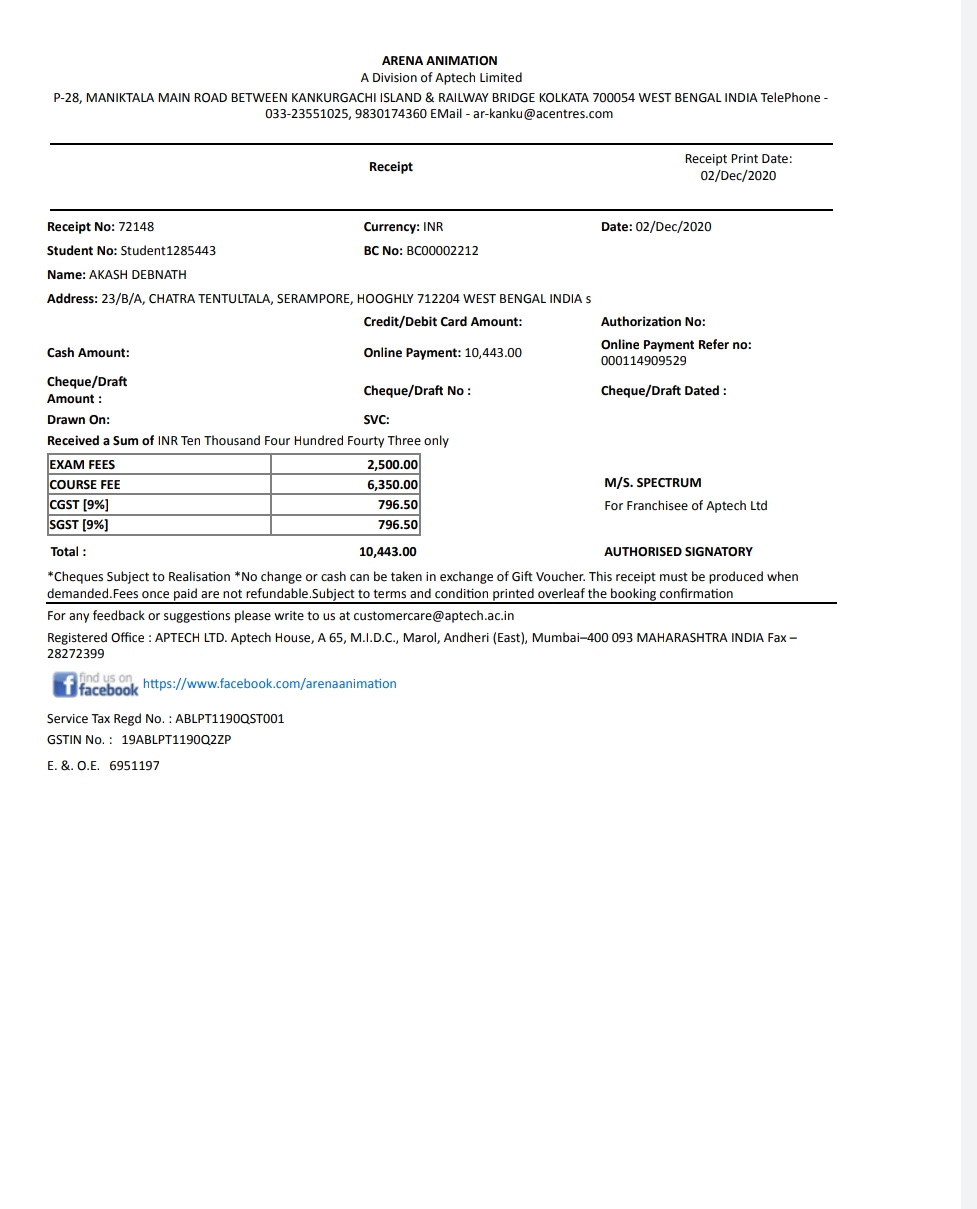 ARENA ANIMATION
A Division of Aptech Limited
P-28, MANIKTALA MAIN ROAD BETWEEN KANKURGACHI ISLAND & RAILWAY BRIDGE KOLKATA 700054 WEST BENGAL INDIA TelePhone -
033-23551025, 9830174360 EMail - ar-kanku@acentres.com
Receipt
Receipt Print Date:
02/Dec/2020
Receipt No: 72148 Currency: INR Date: 02/Dec/2020
Student No: Student1285443 BC No: BC00002212
Name: AKASH DEBNATH
Address: 23/B/A, CHATRA TENTULTALA, SERAMPORE, HOOGHLY 712204 WEST BENGAL INDIA s
Credit/Debit Card Amount: Authorization No:
Cash Amount: Online Payment: 10,443.00 Online Payment Refer no:
000114909529
Cheque/Draft
Amount : Cheque/Draft No : Cheque/Draft Dated :
Drawn On: SVC:
Received a Sum of INR Ten Thousand Four Hundred Fourty Three only
EXAM FEES 2,500.00
COURSE FEE 6,350.00
CGST [9%] 796.50
SGST [9%] 796.50
M/S. SPECTRUM
For Franchisee of Aptech Ltd
Total : 10,443.00 AUTHORISED SIGNATORY
*Cheques Subject to Realisation *No change or cash can be taken in exchange of Gift Voucher. This receipt must be produced when
demanded.Fees once paid are not refundable.Subject to terms and condition printed overleaf the booking confirmation
For any feedback or suggestions please write to us at customercare@aptech.ac.in
Registered Office : APTECH LTD. Aptech House, A 65, M.I.D.C., Marol, Andheri (East), Mumbai–400 093 MAHARASHTRA INDIA Fax –
28272399
find us on
facebook https://www.facebook.com/arenaanimation
Service Tax Regd No. : ABLPT1190QST001
GSTIN No. : 19ABLPT1190Q2ZP
E. &. O.E. 6951197